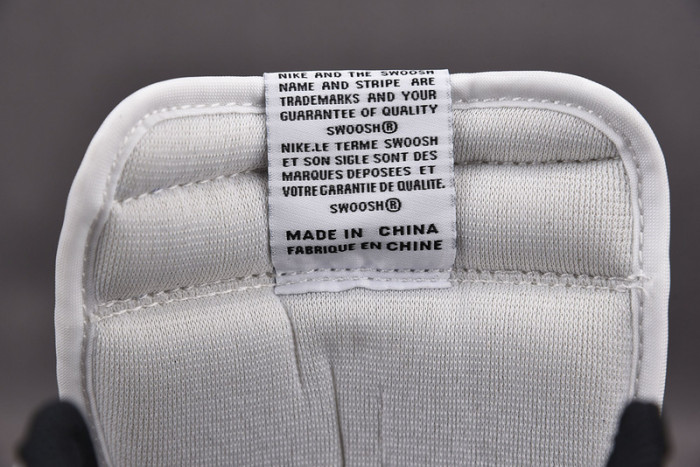 NIKE AND THE SWOOSH
NAME AND STRIPE ARE
TRADEMARKS AND YOUR
GUARANTEE OF QUALITY
SWOOSH®
NIKE.LE TERME SWOOSH
ET SON SIGLE SONT DES
MARQUES DEPOSEES ET
VOTRE GARANTIE DE QUALITE.
SWOOSH®
MADE IN CHINA
FABRIQUE EN CHINE